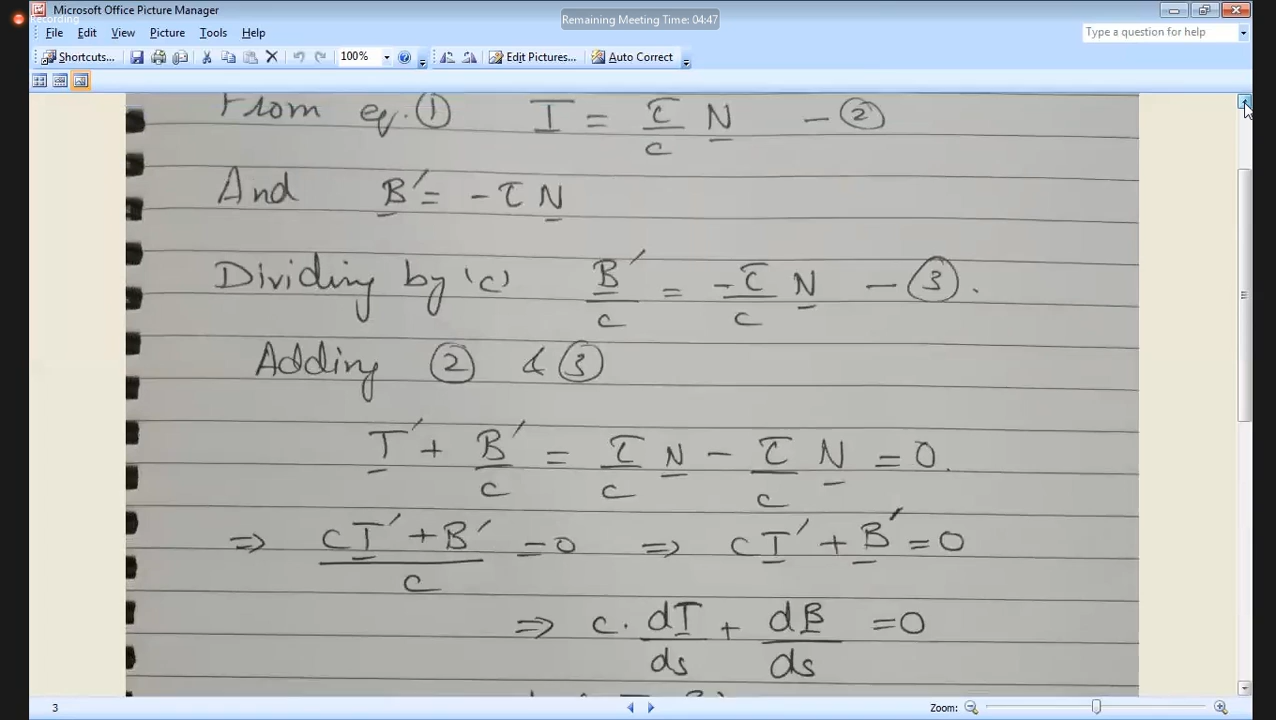 Recording
Microsoft Office Picture Manager
Remaining Meeting Time: 04:47
File Edit View Picture Tools Help
Type a question for help
Shortcuts... 100% Edit Pictures... Auto Correct
From eq. ① T = τ/c N - ②
And B' = - τ N
Dividing by 'c' B'/c = -τ/c N - ③.
Adding ② & ③
T' + B'/c = τ/c N - τ/c N = 0.
⇒ cT' + B'/c = 0 ⇒ cT' + B' = 0
⇒ c. dT/ds + dB/ds = 0
3 Zoom: